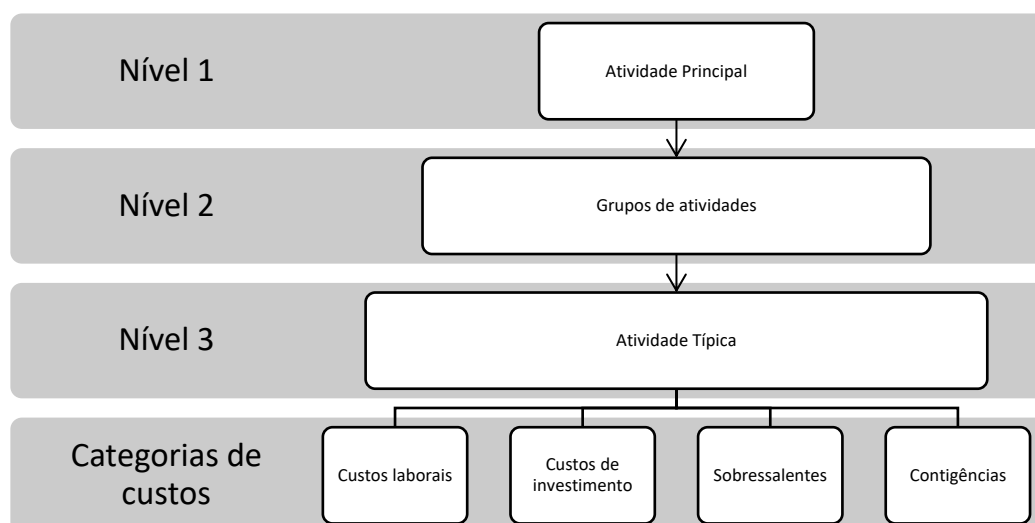 Nível 1
Atividade Principal
Nível 2
Grupos de atividades
Nível 3
Atividade Típica
Categorias de
custos
Custos laborais
Custos de
investimento
Sobressalentes
Contigências